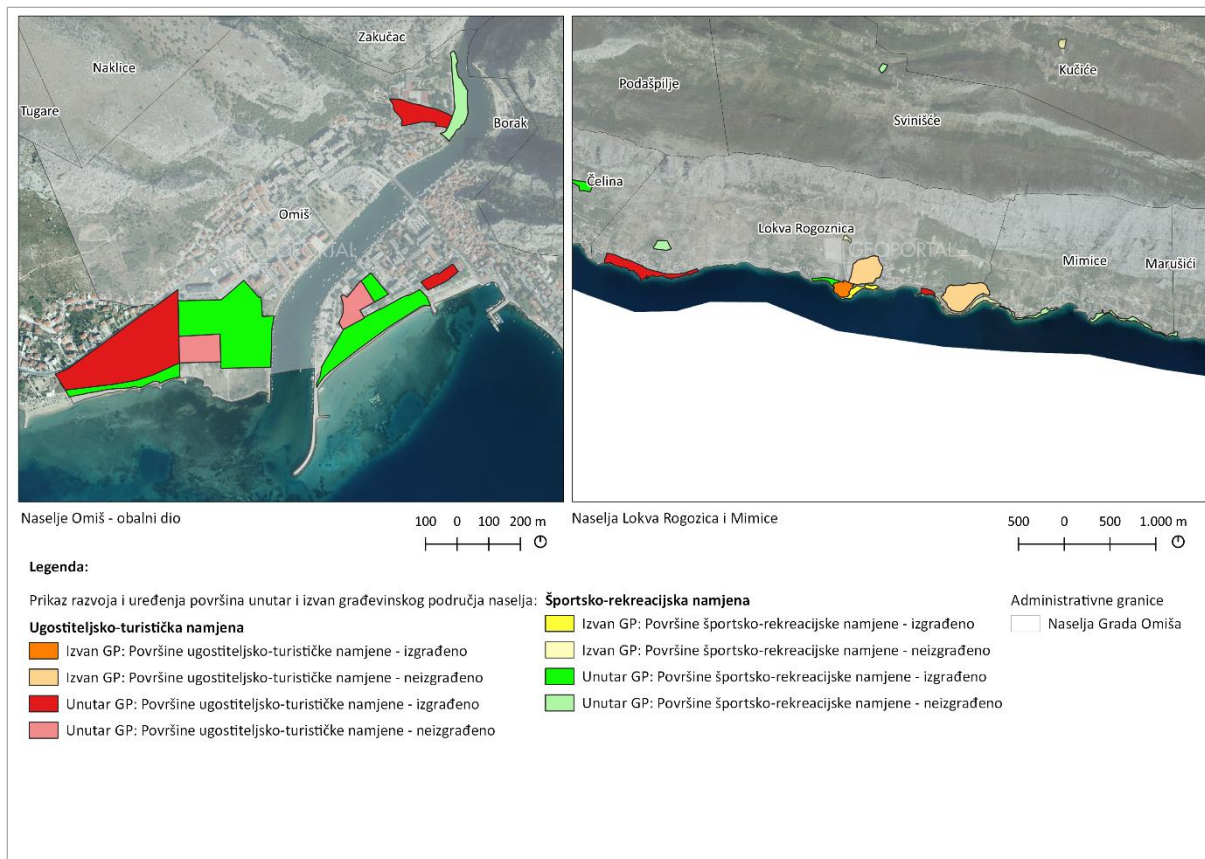 Zakučac
Naklice
Tugare
Borak
Omiš
GEOPORTAL
Kučiće
Podašpilje
Svinišće
Čelina
Lokva Rogoznica
GEOPORTAL
Mimice
Marušići
Naselje Omiš - obalni dio
100 0 100 200 m
Naselja Lokva Rogozica i Mimice
500 0 500 1.000 m
Legenda:
Prikaz razvoja i uređenja površina unutar i izvan građevinskog područja naselja:
Ugostiteljsko-turistička namjena
Izvan GP: Površine ugostiteljsko-turističke namjene - izgrađeno
Izvan GP: Površine ugostiteljsko-turističke namjene - neizgrađeno
Unutar GP: Površine ugostiteljsko-turističke namjene - izgrađeno
Unutar GP: Površine ugostiteljsko-turističke namjene - neizgrađeno
Športsko-rekreacijska namjena
Izvan GP: Površine športsko-rekreacijske namjene - izgrađeno
Izvan GP: Površine športsko-rekreacijske namjene - neizgrađeno
Unutar GP: Površine športsko-rekreacijske namjene - izgrađeno
Unutar GP: Površine športsko-rekreacijske namjene - neizgrađeno
Administrativne granice
Naselja Grada Omiša